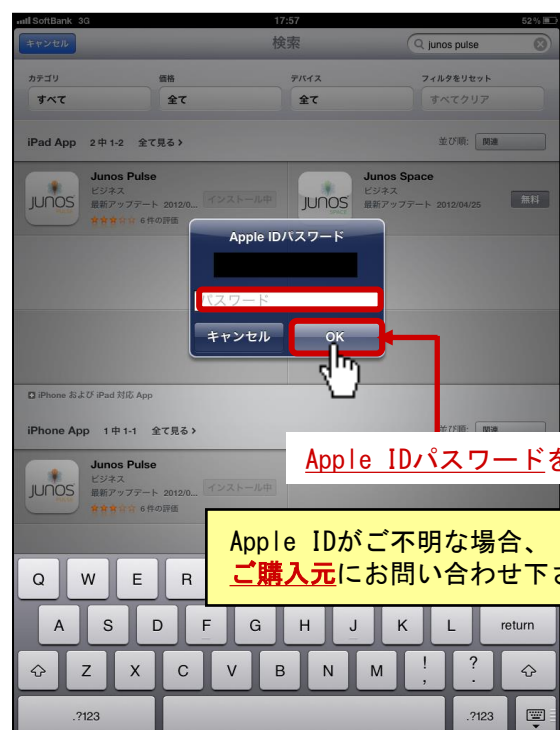 SoftBank 3G 17:57 52%
キャンセル 検索 junos pulse
カテゴリ 価格 デバイス フィルタをリセット
すべて 全て 全て すべてクリア
iPad App 2 中 1-2 全て見る › 並び順: 関連
Junos Pulse
ビジネス
最新アップデート 2012/0...
6 件の評価
インストール中
JUNOS
PULSE
Junos Space
ビジネス
最新アップデート 2012/04/25
無料
JUNOS
SPACE
Apple IDパスワード
パスワード
キャンセル OK
iPhone および iPad 対応 App
iPhone App 1 中 1-1 全て見る › 並び順: 関連
Apple IDパスワードを
Junos Pulse
ビジネス
最新アップデート 2012/0...
6 件の評価
インストール中
JUNOS
PULSE
Apple IDがご不明な場合、
ご購入元にお問い合わせ下さ
Q W E R
A S D F G H J K L return
Z X C V B N M ! , ? .
.?123 .?123